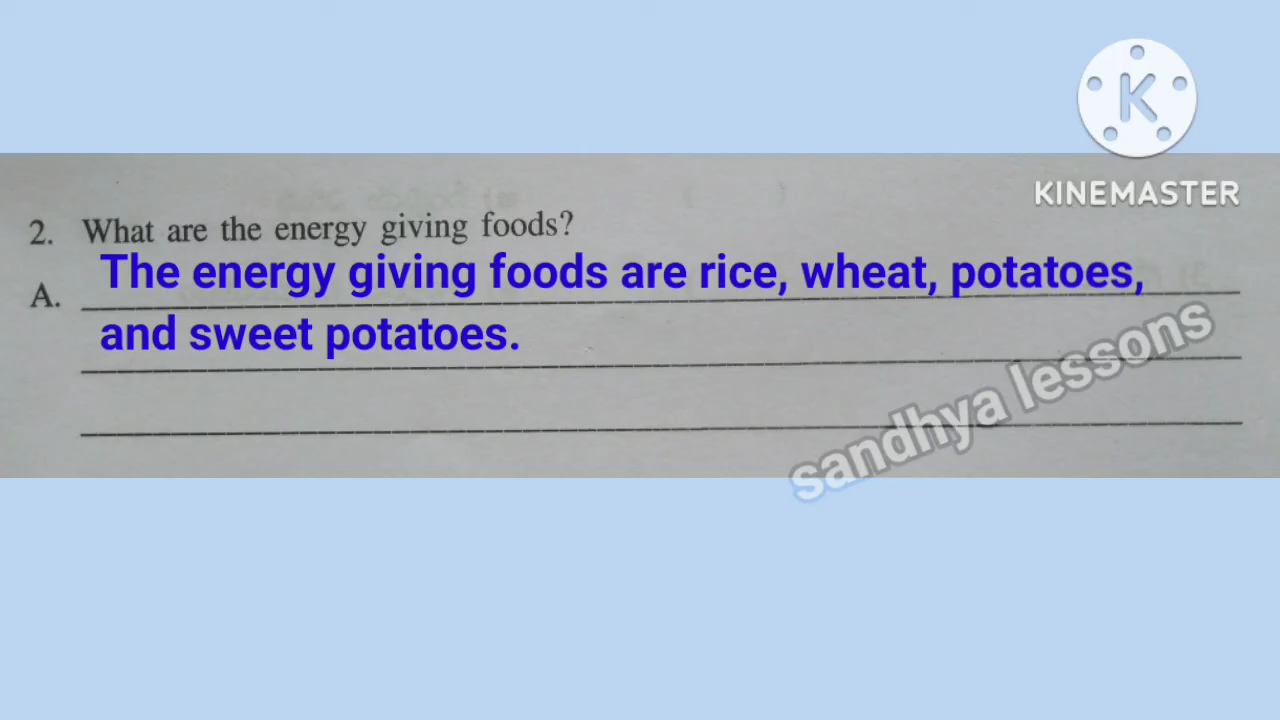 KINEMASTER
2. What are the energy giving foods?
A. The energy giving foods are rice, wheat, potatoes,
and sweet potatoes.
sandhya lessons